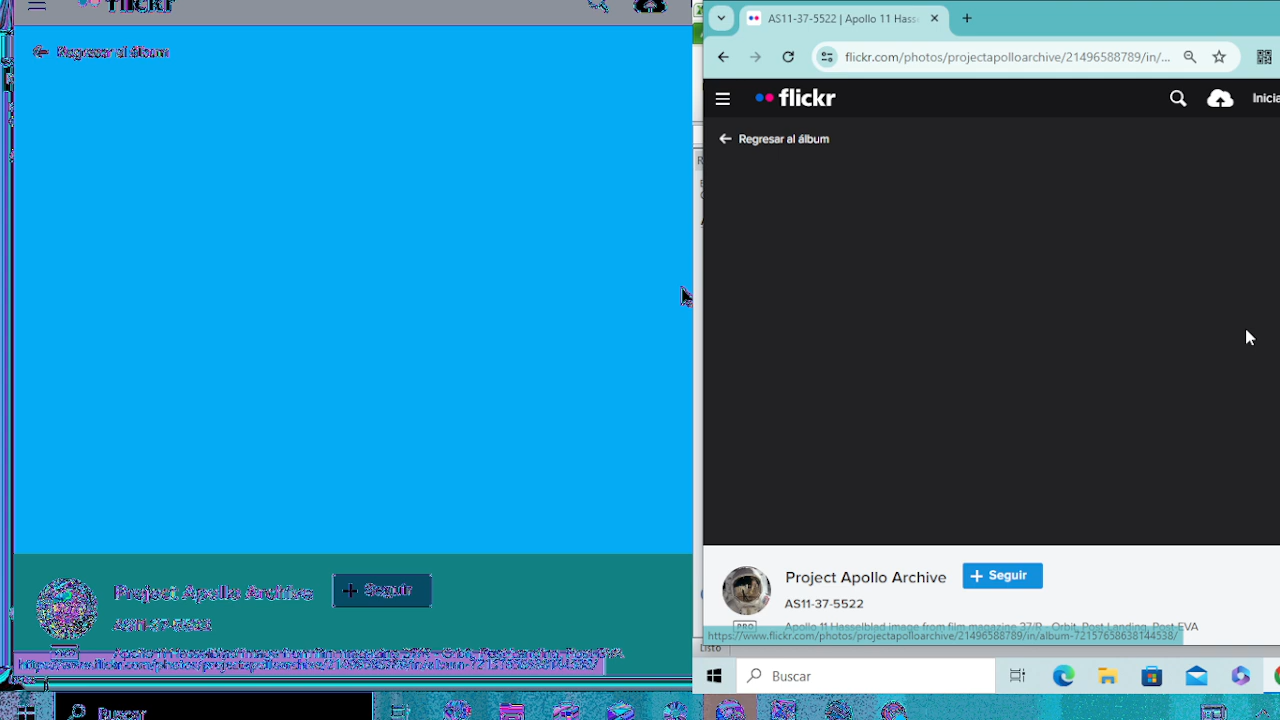 flickr
Regresar al álbum
Project Apollo Archive
+ Seguir
Buscar
AS11-37-5522 | Apollo 11 Hass
flickr.com/photos/projectapolloarchive/21496588789/in/...
flickr
Inicia
Regresar al álbum
Project Apollo Archive
+ Seguir
AS11-37-5522
PRO
Apollo 11 Hasselblad image from film magazine 37/R - Orbit, Post Landing, Post EVA
https://www.flickr.com/photos/projectapolloarchive/21496588789/in/album-72157658638144538/
Listo
Buscar